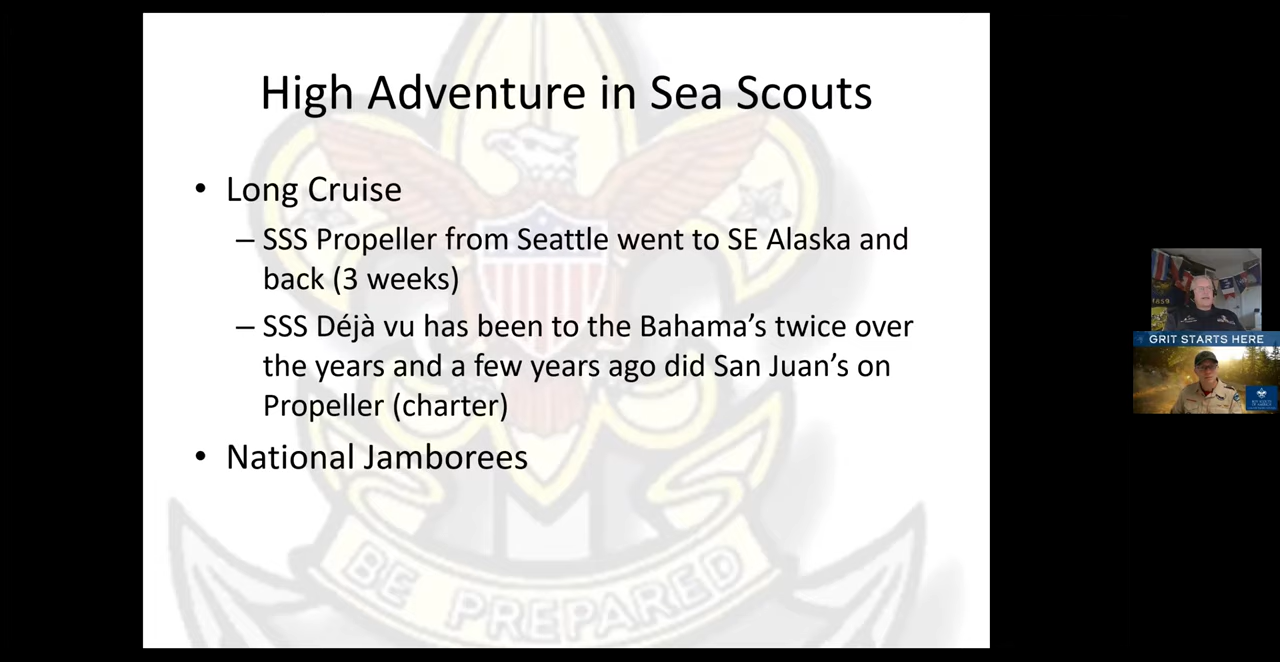 High Adventure in Sea Scouts
• Long Cruise
– SSS Propeller from Seattle went to SE Alaska and
back (3 weeks)
– SSS Déjà vu has been to the Bahama’s twice over
the years and a few years ago did San Juan’s on
Propeller (charter)
• National Jamborees
BE PREPARED
GRIT STARTS HERE